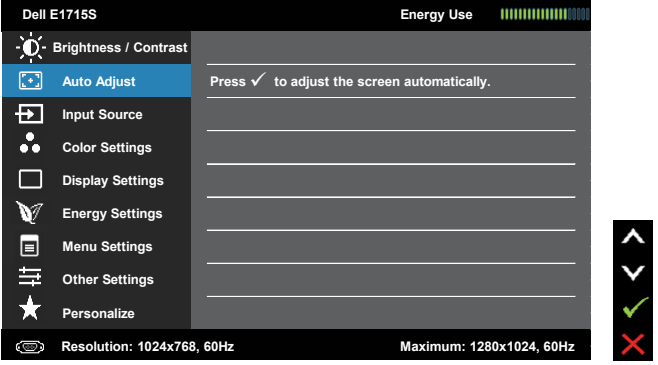 Dell E1715S Energy Use
Brightness / Contrast
Auto Adjust Press ✓ to adjust the screen automatically.
Input Source
Color Settings
Display Settings
Energy Settings
Menu Settings
Other Settings
Personalize
Resolution: 1024x768, 60Hz Maximum: 1280x1024, 60Hz